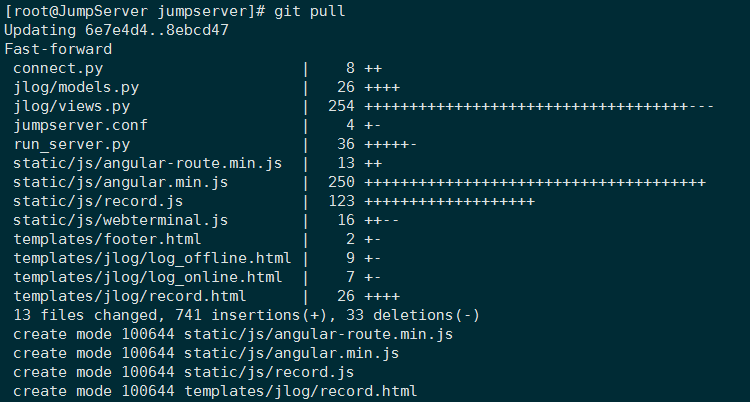 [root@JumpServer jumpserver]# git pull
Updating 6e7e4d4..8ebcd47
Fast-forward
 connect.py                      |    8 ++
 jlog/models.py                  |   26 ++++
 jlog/views.py                   |  254 ++++++++++++++++++++++++++++++++++++---
 jumpserver.conf                 |    4 +-
 run_server.py                   |   36 +++++-
 static/js/angular-route.min.js  |   13 ++
 static/js/angular.min.js        |  250 ++++++++++++++++++++++++++++++++++++++
 static/js/record.js             |  123 +++++++++++++++++++
 static/js/webterminal.js        |   16 ++--
 templates/footer.html           |    2 +-
 templates/jlog/log_offline.html |    9 +-
 templates/jlog/log_online.html  |    7 +-
 templates/jlog/record.html      |   26 ++++
 13 files changed, 741 insertions(+), 33 deletions(-)
 create mode 100644 static/js/angular-route.min.js
 create mode 100644 static/js/angular.min.js
 create mode 100644 static/js/record.js
 create mode 100644 templates/jlog/record.html